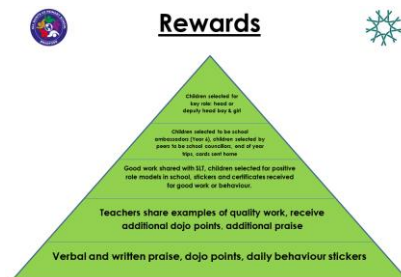 Rewards
Children selected for
key role: head or
deputy head boy & girl
Children selected to be school
ambassadors (Year 6), children selected by
peers to be school councillors, end of year
trips, cards sent home
Good work shared with SLT, children selected for positive
role models in school, stickers and certificates received
for good work or behaviour.
Teachers share examples of quality work, receive
additional dojo points, additional praise
Verbal and written praise, dojo points, daily behaviour stickers